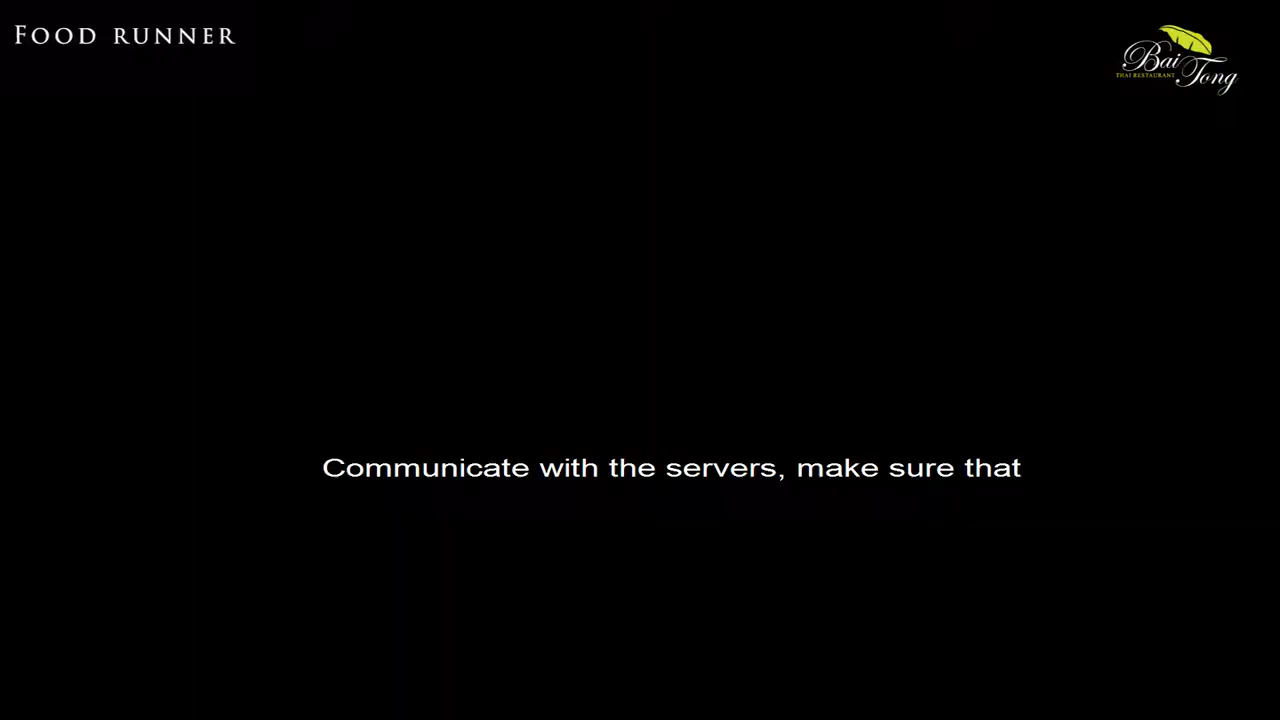 FOOD RUNNER
Bai Tong
THAI RESTAURANT
Communicate with the servers, make sure that